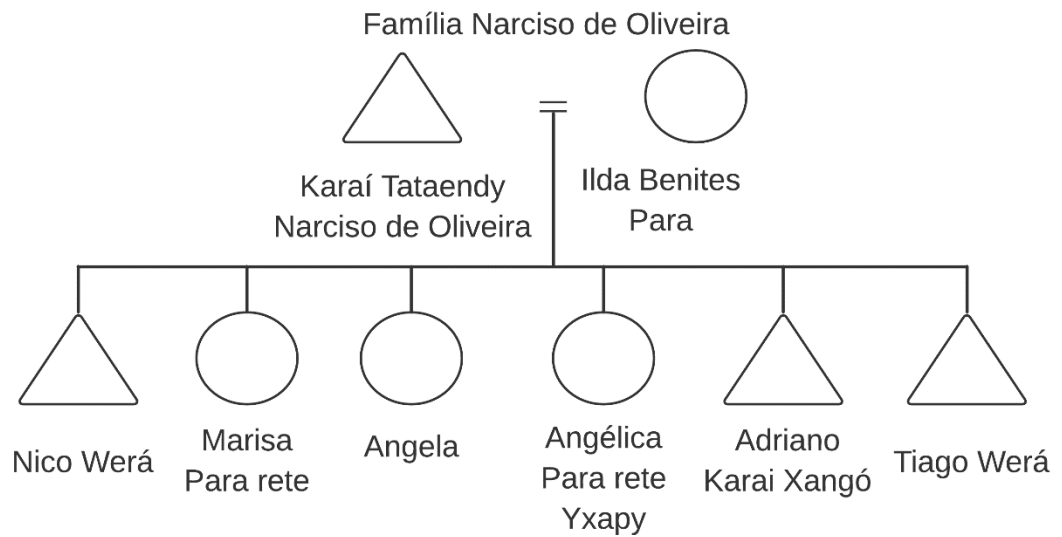 Família Narciso de Oliveira
Karaí Tataendy
Narciso de Oliveira
Ilda Benites
Para
Nico Werá
Marisa
Para rete
Angela
Angélica
Para rete
Yxapy
Adriano
Karai Xangó
Tiago Werá